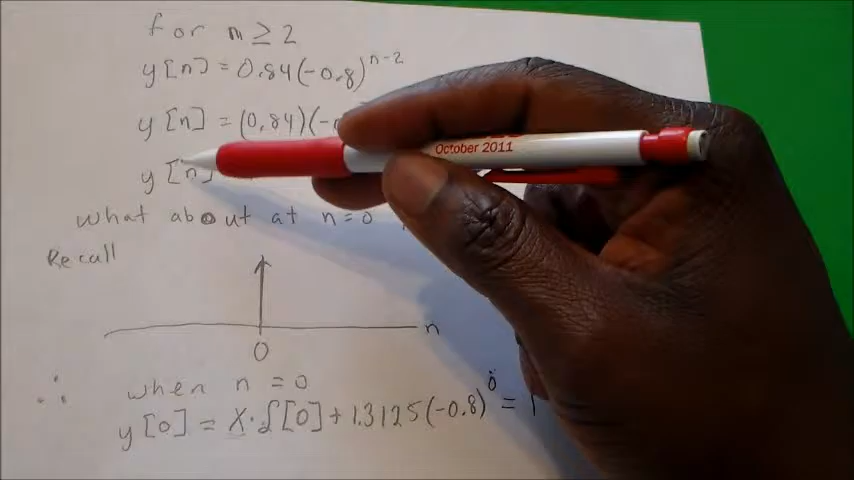 for n ≥ 2
y[n] = 0.84(-0.8)^{n-2}
y[n] = (0.84)(-
October 2011
y[n]
What about at n=0
Recall
n
0
∴ when n = 0
y[0] = X·δ[0] + 1.3125(-0.8)^0 = 1